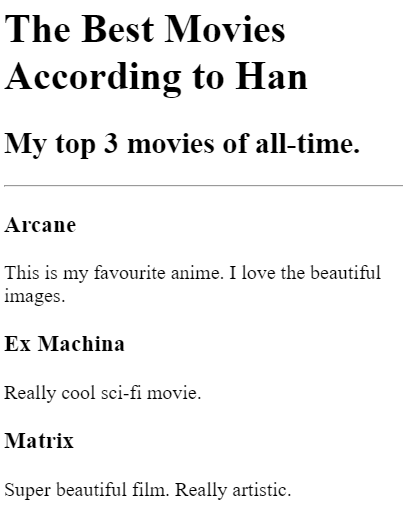 The Best Movies
According to Han
My top 3 movies of all-time.
Arcane
This is my favourite anime. I love the beautiful
images.
Ex Machina
Really cool sci-fi movie.
Matrix
Super beautiful film. Really artistic.